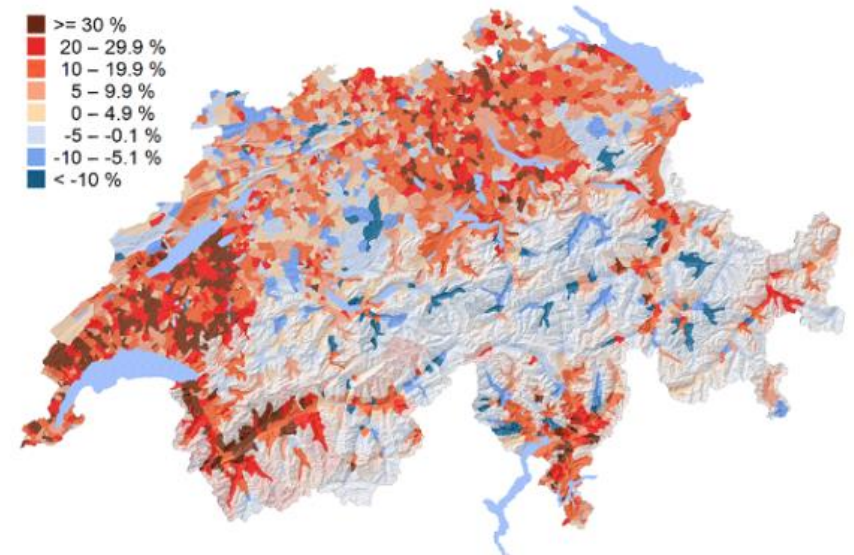 >= 30 %
20 – 29.9 %
10 – 19.9 %
5 – 9.9 %
0 – 4.9 %
-5 – -0.1 %
-10 – -5.1 %
< -10 %